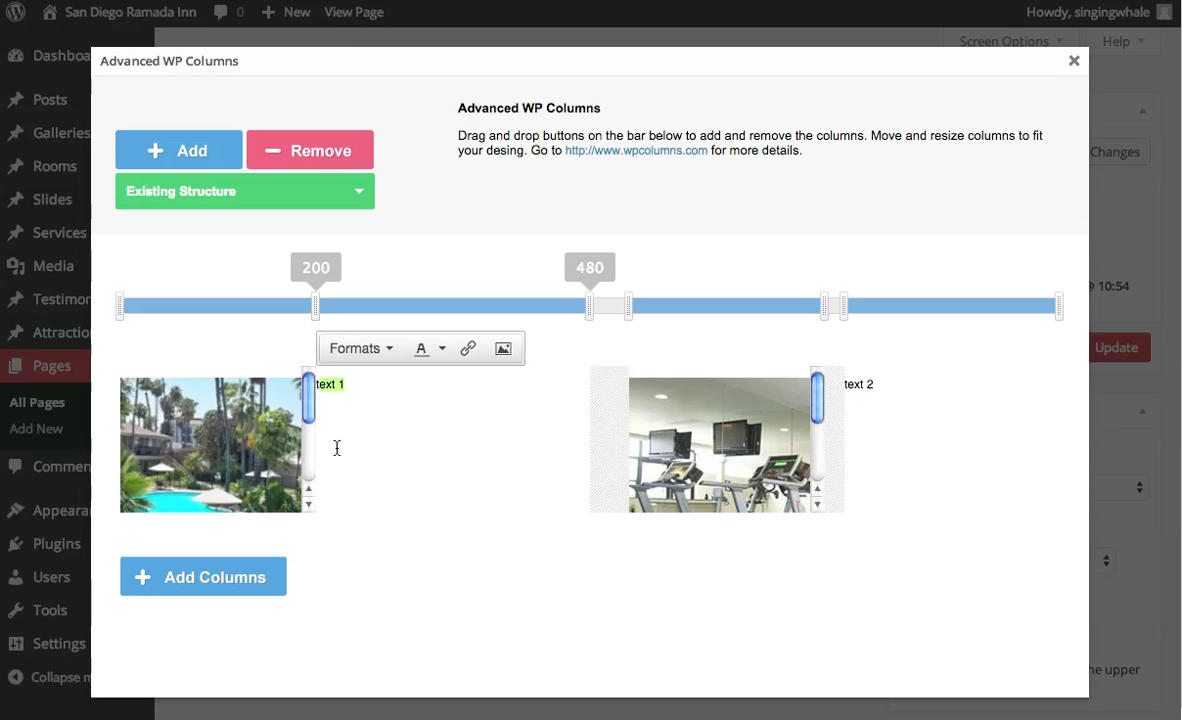 San Diego Ramada Inn 0 New View Page Howdy, singingwhale
Screen Options Help
Dashboa
Posts
Galleries
Rooms
Slides
Services
Media
Testimor
Attractio
Pages
All Pages
Add New
Commen
Appeara
Plugins
Users
Tools
Settings
Collapse m
Advanced WP Columns
Add Remove
Existing Structure
Advanced WP Columns
Drag and drop buttons on the bar below to add and remove the columns. Move and resize columns to fit
your desing. Go to http://www.wpcolumns.com for more details.
200 480
Formats A
text 1 text 2
Add Columns
Changes
10:54
Update
he upper